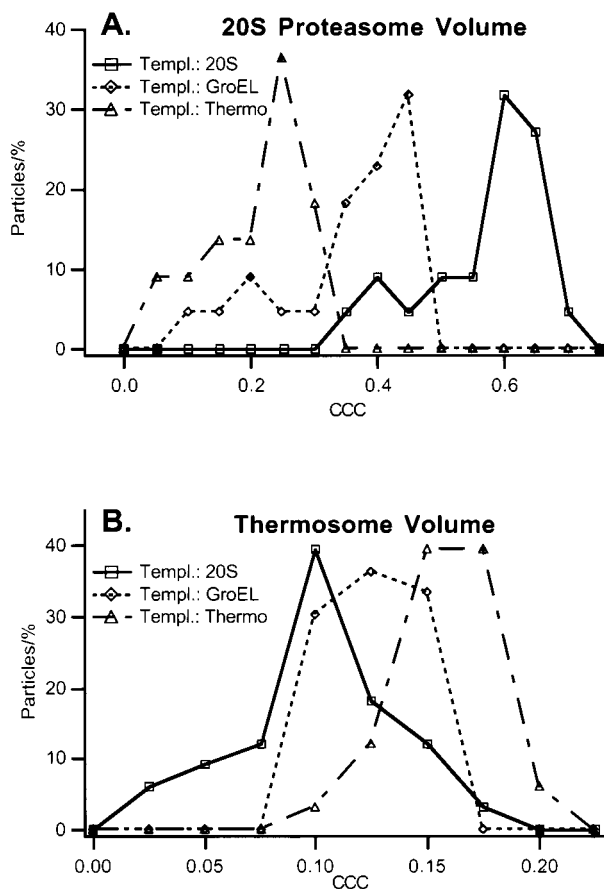 A.
20S Proteasome Volume
Templ.: 20S
Templ.: GroEL
Templ.: Thermo
Particles/%
40
30
20
10
0
0.0 0.2 0.4 0.6
CCC
B.
Thermosome Volume
Templ.: 20S
Templ.: GroEL
Templ.: Thermo
Particles/%
40
30
20
10
0
0.00 0.05 0.10 0.15 0.20
CCC